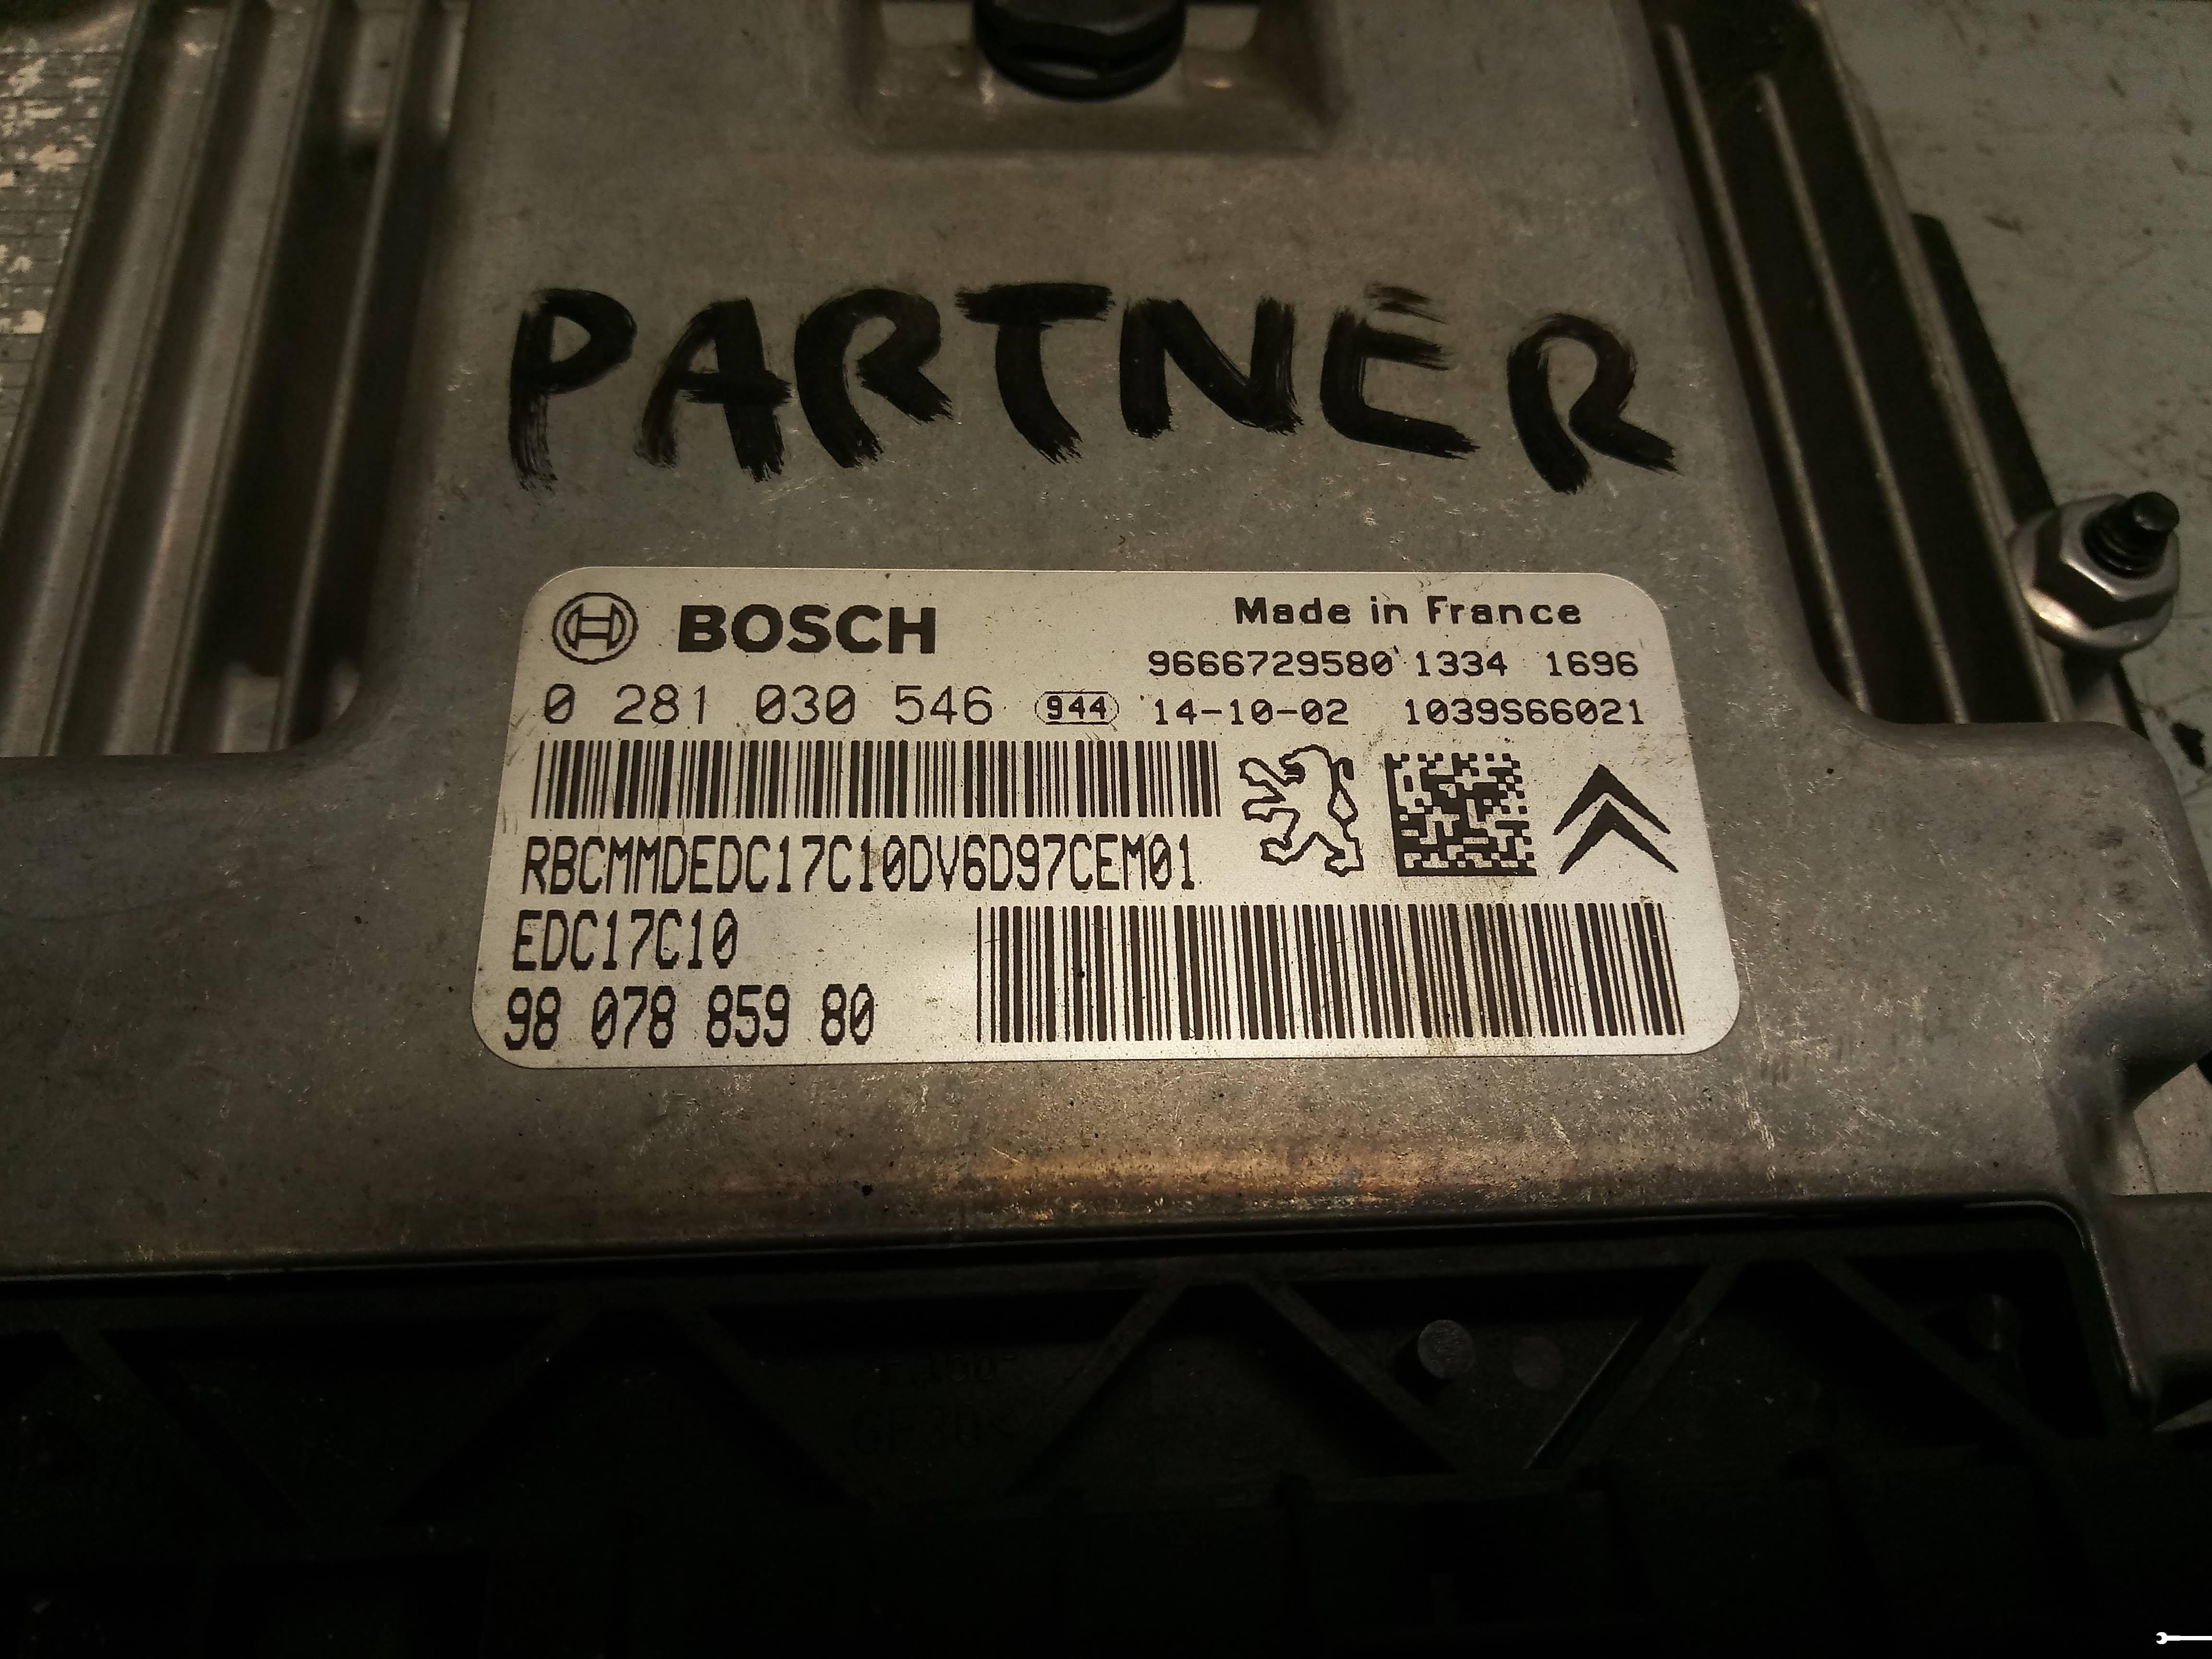 PARTNER
BOSCH
Made in France
9666729580 1334 1696
0 281 030 546 944 14-10-02 1039S66021
RBCMMDEDC17C10DV6D97CEM01
EDC17C10
98 078 859 80